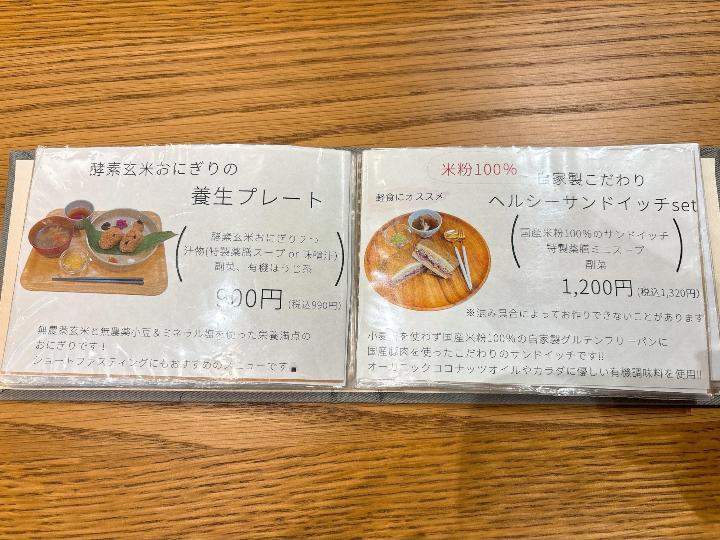 酵素玄米おにぎりの
養生プレート
酵素玄米おにぎり2つ
汁物(特製薬膳スープ or 味噌汁)
副菜、有機ほうじ茶
900円(税込990円)
無農薬玄米と無農薬小豆&ミネラル塩を使った栄養満点の
おにぎりです!
ショートファスティングにもおすすめのメニューです
米粉100%
自家製こだわり
軽食にオススメ
ヘルシーサンドイッチset
国産米粉100%のサンドイッチ
特製薬膳ミニスープ
副菜
1,200円(税込1,320円)
※混み具合によってお作りできないことがあります
小麦粉を使わず国産米粉100%の自家製グルテンフリーパンに
国産豚肉を使ったこだわりのサンドイッチです!!
オーガニックココナッツオイルやカラダに優しい有機調味料を使用!!